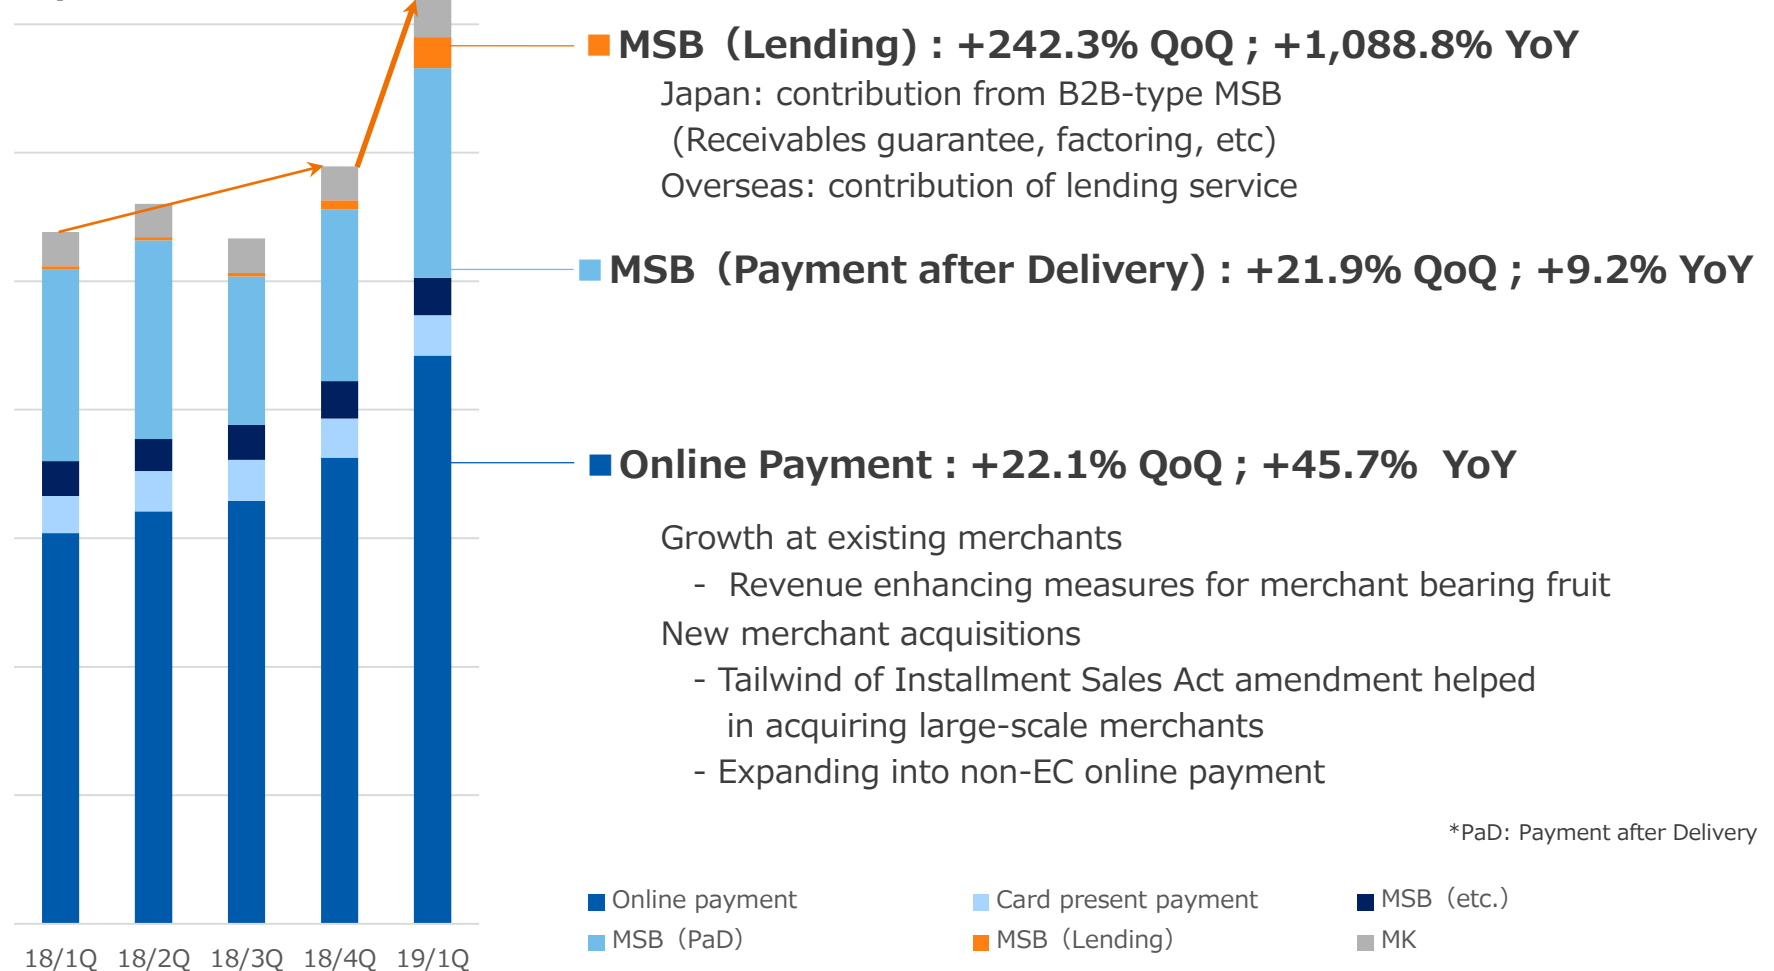 ■MSB（Lending）: +242.3% QoQ ; +1,088.8% YoY
Japan: contribution from B2B-type MSB
(Receivables guarantee, factoring, etc)
Overseas: contribution of lending service
■MSB（Payment after Delivery）: +21.9% QoQ ; +9.2% YoY
■Online Payment : +22.1% QoQ ; +45.7% YoY
Growth at existing merchants
- Revenue enhancing measures for merchant bearing fruit
New merchant acquisitions
- Tailwind of Installment Sales Act amendment helped
in acquiring large-scale merchants
- Expanding into non-EC online payment
*PaD: Payment after Delivery
■Online payment ■Card present payment ■MSB（etc.）
■MSB（PaD） ■MSB（Lending） ■MK
18/1Q 18/2Q 18/3Q 18/4Q 19/1Q